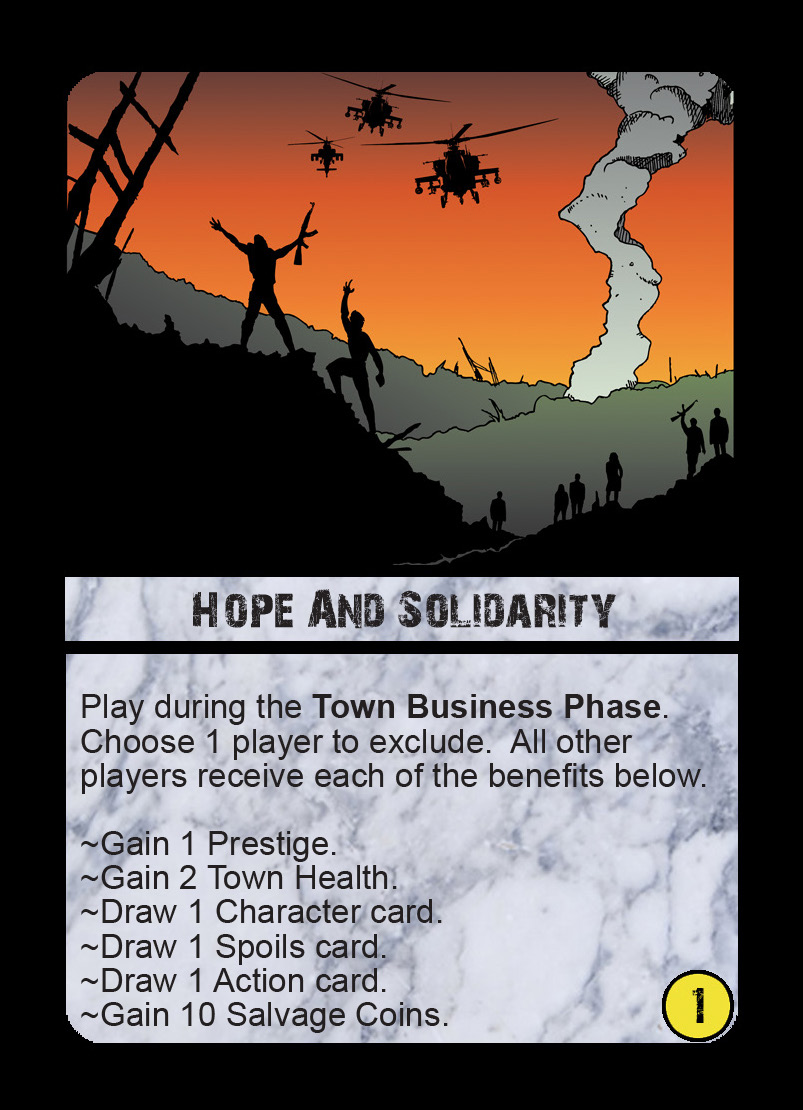 Hope And Solidarity
Play during the Town Business Phase.
Choose 1 player to exclude.  All other
players receive each of the benefits below.
~Gain 1 Prestige.
~Gain 2 Town Health.
~Draw 1 Character card.
~Draw 1 Spoils card.
~Draw 1 Action card.
~Gain 10 Salvage Coins.
1